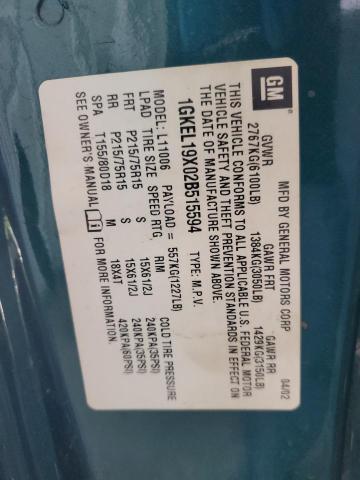 GM
MFD BY GENERAL MOTORS CORP
04/02
GVWR GAWR FRT GAWR RR
2767KG(6100LB) 1384KG(3050LB) 1429KG(3150LB)
THIS VEHICLE CONFORMS TO ALL APPLICABLE U.S. FEDERAL MOTOR
VEHICLE SAFETY AND THEFT PREVENTION STANDARDS IN EFFECT ON
THE DATE OF MANUFACTURE SHOWN ABOVE.
1GKEL19X02B515594 TYPE: M.P.V.
MODEL: L11006 PAYLOAD= 557KG(1227LB)
LPAD TIRE SIZE SPEED RTG RIM COLD TIRE PRESSURE
FRT P215/75R15 S 15X61/2J 240KPA(35PSI)
RR P215/75R15 S 15X61/2J 240KPA(35PSI)
SPA T155/80D18 M 18X4T 420KPA(60PSI)
SEE OWNER'S MANUAL FOR MORE INFORMATION.